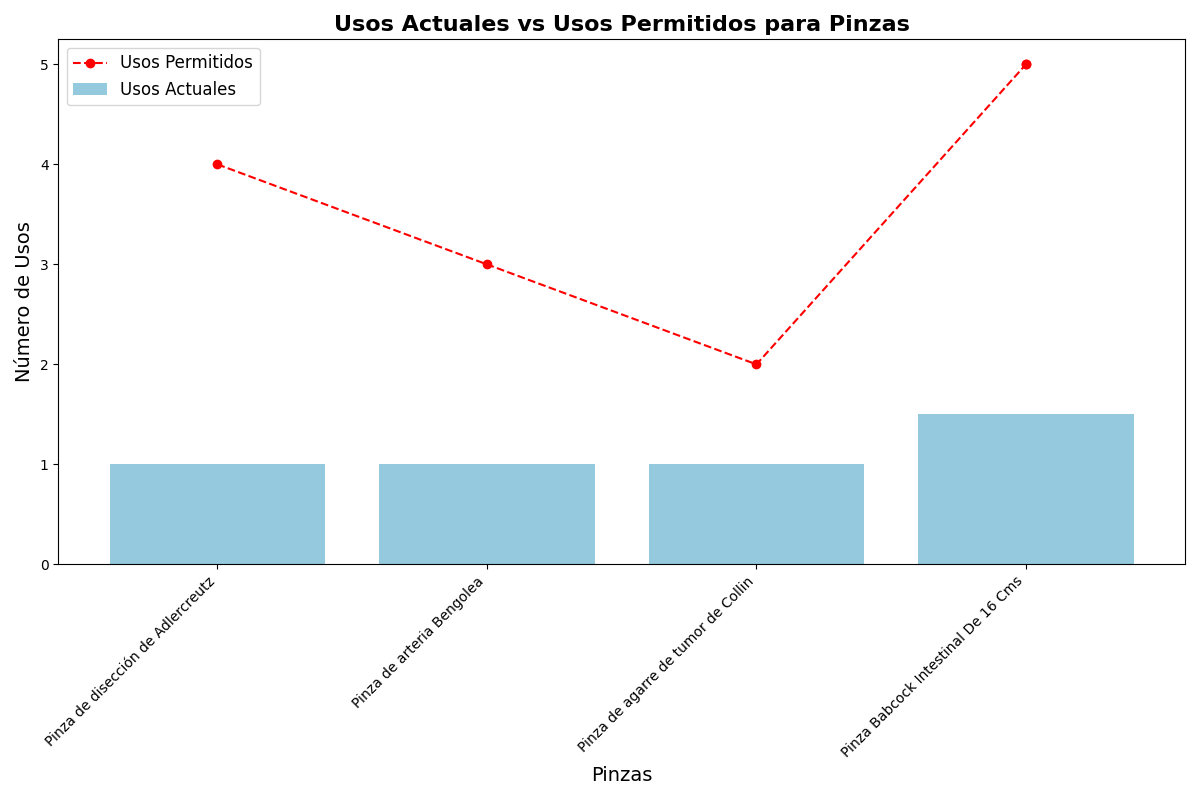 Usos Actuales vs Usos Permitidos para Pinzas
Usos Permitidos
Usos Actuales
Número de Usos
5
4
3
2
1
0
Pinza de disección de Adlercreutz
Pinza de arteria Bengolea
Pinza de agarre de tumor de Collin
Pinza Babcock Intestinal De 16 Cms
Pinzas